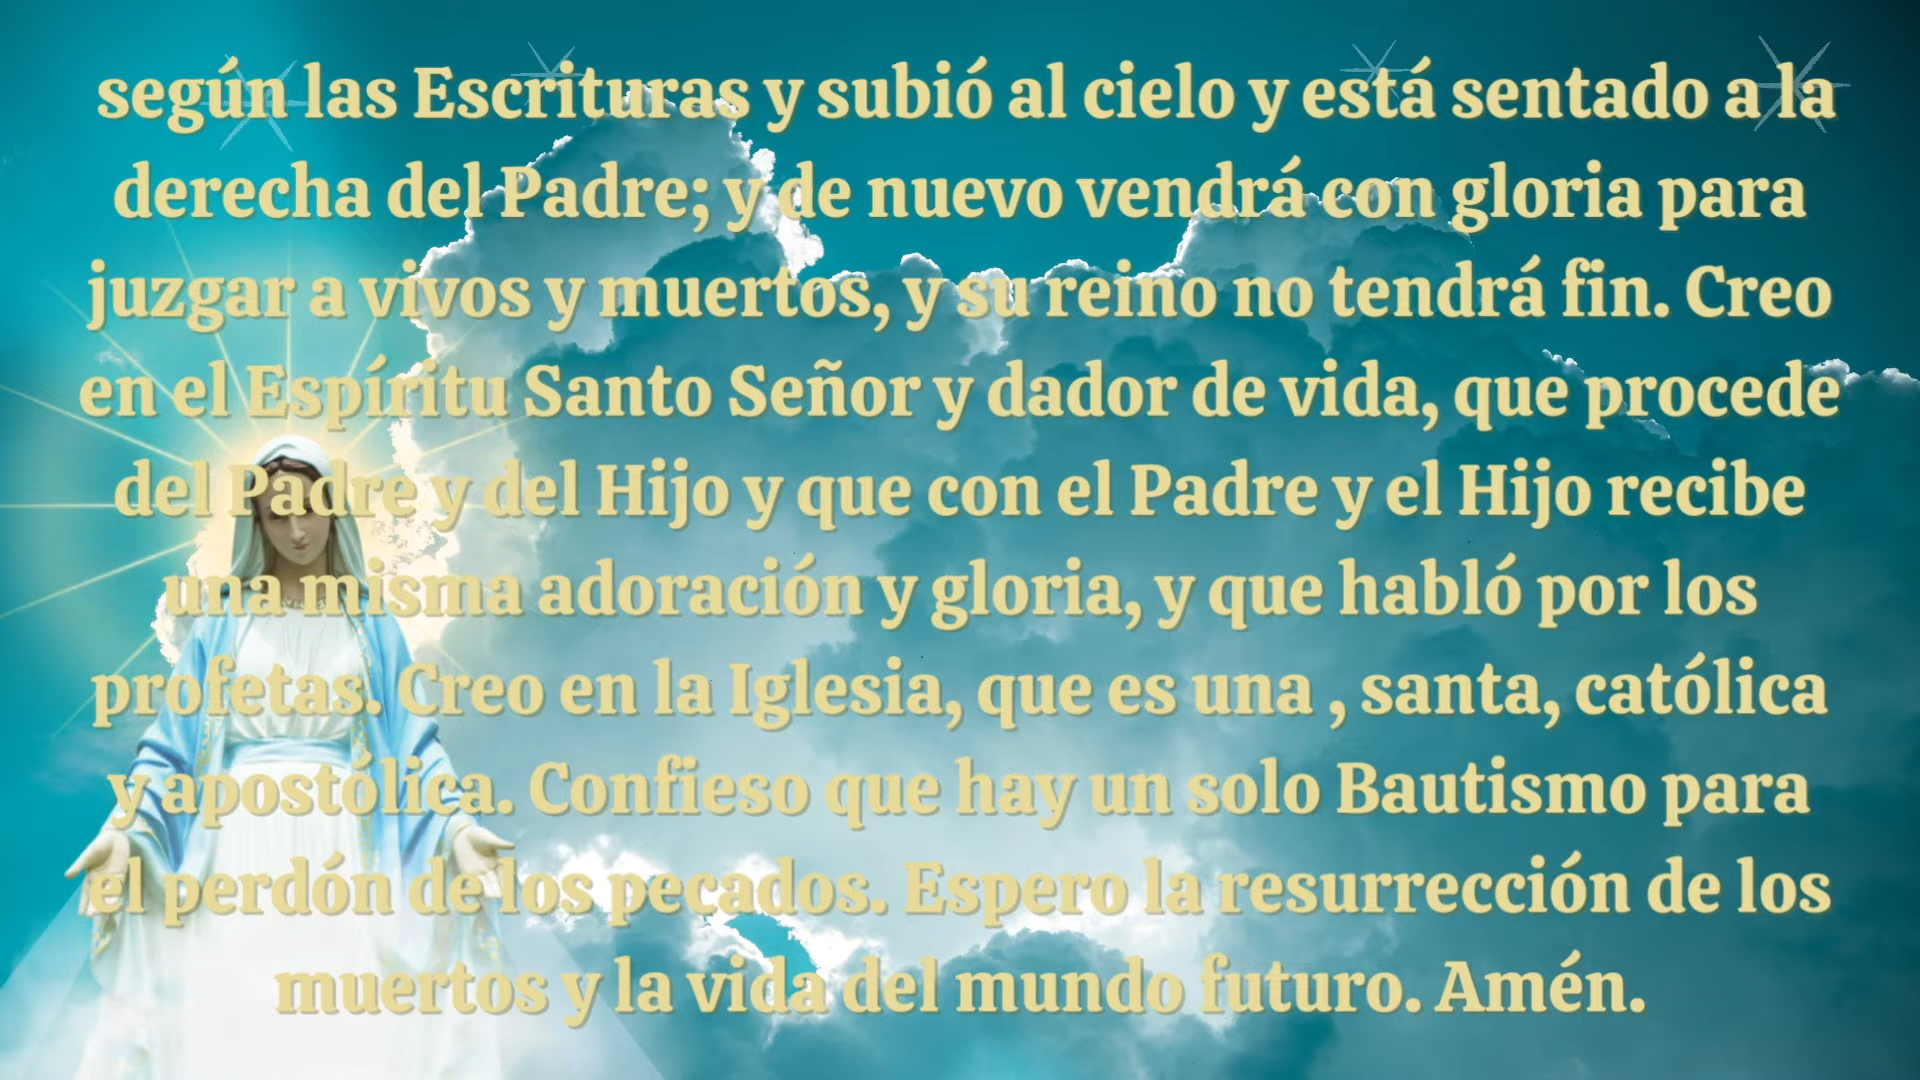 según las Escrituras y subió al cielo y está sentado a la
derecha del Padre; y de nuevo vendrá con gloria para
juzgar a vivos y muertos, y su reino no tendrá fin. Creo
en el Espíritu Santo Señor y dador de vida, que procede
del Padre y del Hijo y que con el Padre y el Hijo recibe
una misma adoración y gloria, y que habló por los
profetas. Creo en la Iglesia, que es una , santa, católica
y apostólica. Confieso que hay un solo Bautismo para
el perdón de los pecados. Espero la resurrección de los
muertos y la vida del mundo futuro. Amén.